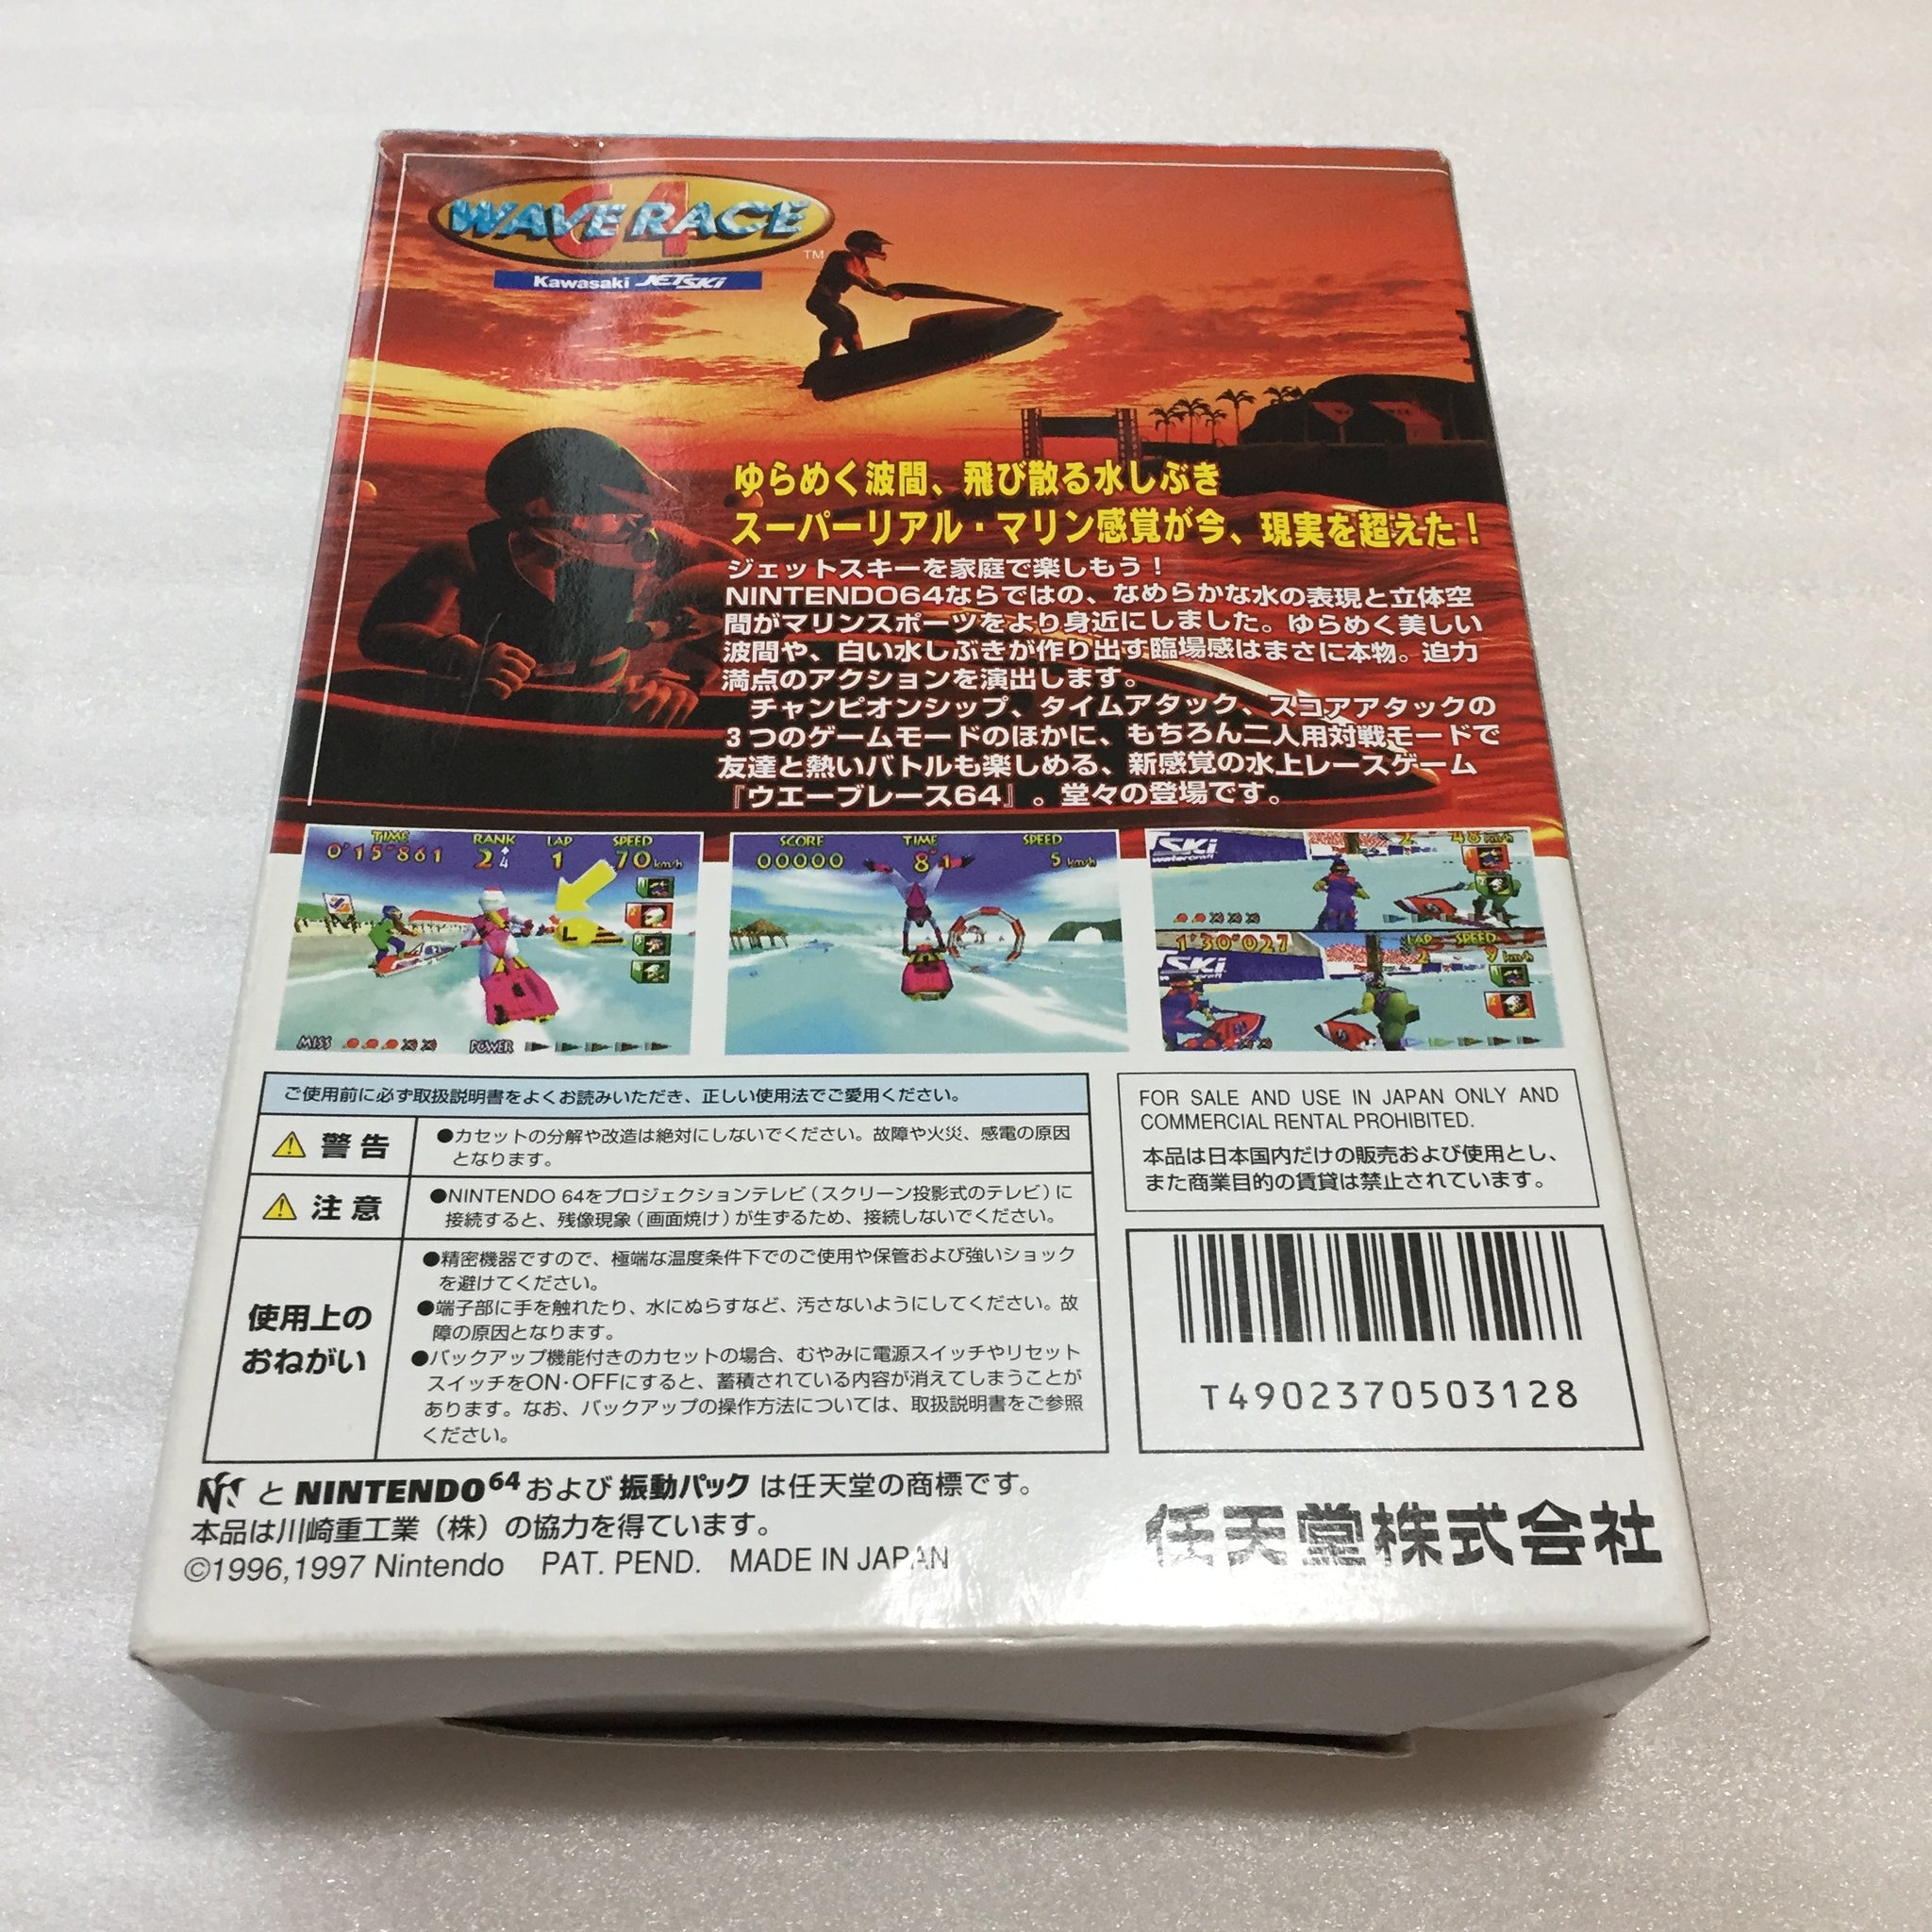 WAVE RACE 64
TM
Kawasaki JET SKI
ゆらめく波間、飛び散る水しぶき
スーパーリアル・マリン感覚が今、現実を超えた！
ジェットスキーを家庭で楽しもう！
NINTENDO64ならではの、なめらかな水の表現と立体空
間がマリンスポーツをより身近にしました。ゆらめく美しい
波間や、白い水しぶきが作り出す臨場感はまさに本物。迫力
満点のアクションを演出します。
チャンピオンシップ、タイムアタック、スコアアタックの
3つのゲームモードのほかに、もちろん二人用対戦モードで
友達と熱いバトルも楽しめる、新感覚の水上レースゲーム
『ウエーブレース64』。堂々の登場です。
TIME RANK LAP SPEED
0'15"861 2 4 1 70 km/h
MISS POWER
SCORE TIME SPEED
00000 8"1 5 km/h
SKi
watercraft
2 48 km/h
1'30"027 LAP SPEED
2 9 km/h
SKi
ご使用前に必ず取扱説明書をよくお読みいただき、正しい使用法でご愛用ください。
警告
●カセットの分解や改造は絶対にしないでください。故障や火災、感電の原因
となります。
注意
●NINTENDO 64をプロジェクションテレビ（スクリーン投影式のテレビ）に
接続すると、残像現象（画面焼け）が生ずるため、接続しないでください。
使用上の
おねがい
●精密機器ですので、極端な温度条件下でのご使用や保管および強いショック
を避けてください。
●端子部に手を触れたり、水にぬらすなど、汚さないようにしてください。故
障の原因となります。
●バックアップ機能付きのカセットの場合、むやみに電源スイッチやリセット
スイッチをON･OFFにすると、蓄積されている内容が消えてしまうことが
あります。なお、バックアップの操作方法については、取扱説明書をご参照
ください。
FOR SALE AND USE IN JAPAN ONLY AND
COMMERCIAL RENTAL PROHIBITED.
本品は日本国内だけの販売および使用とし、
また商業目的の賃貸は禁止されています。
T4902370503128
と NINTENDO64 および 振動パック は任天堂の商標です。
本品は川崎重工業（株）の協力を得ています。
©1996,1997 Nintendo PAT. PEND. MADE IN JAPAN
任天堂株式会社